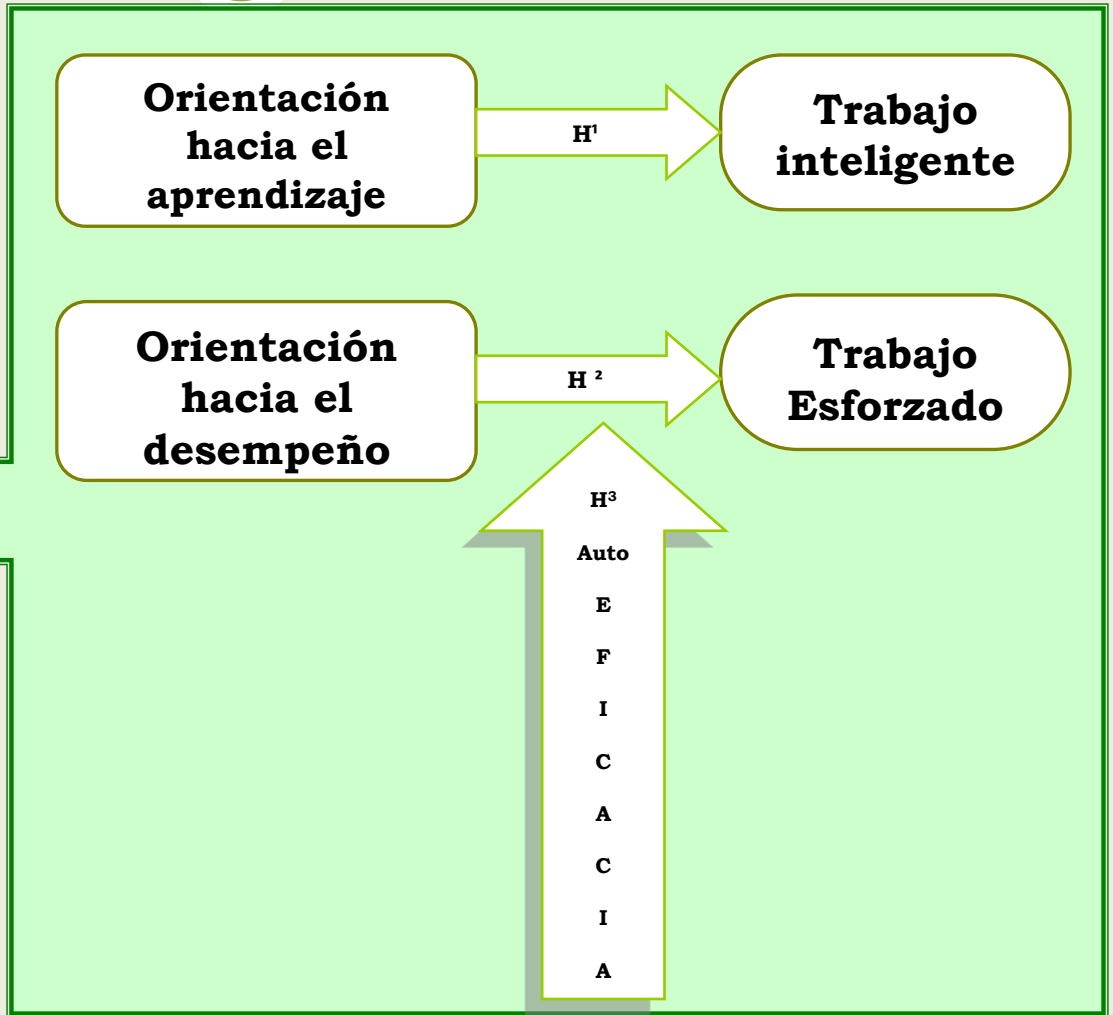 Orientación
hacia el
aprendizaje
H¹
Trabajo
inteligente
Orientación
hacia el
desempeño
H ²
Trabajo
Esforzado
H³
Auto
E
F
I
C
A
C
I
A